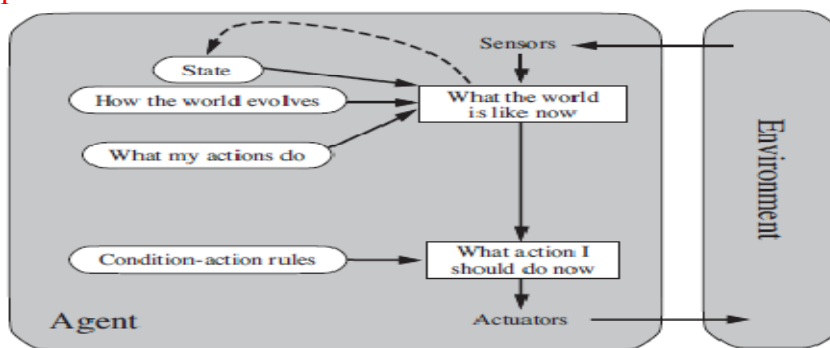 Sensors
State
How the world evolves
What the world
is like now
What my actions do
Environment
Condition-action rules
What action I
should do now
Agent
Actuators